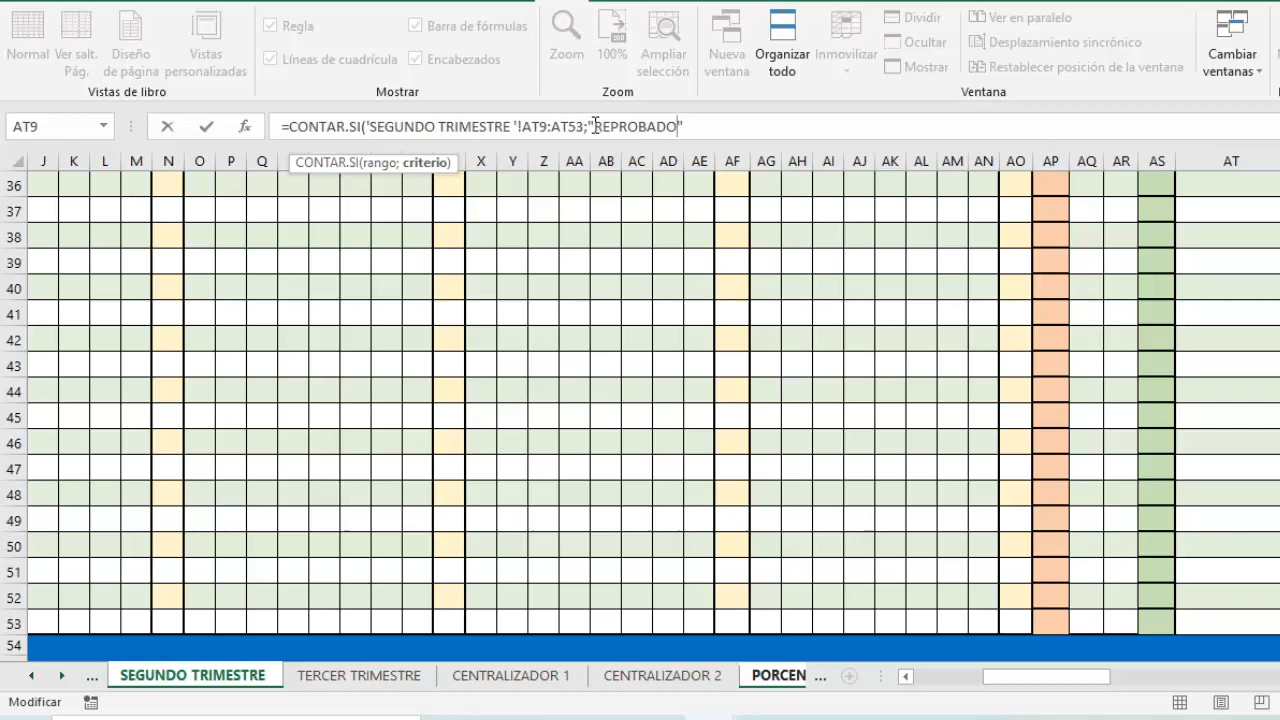 Normal
Ver salt. Pág.
Diseño de página
Vistas personalizadas
Vistas de libro
Regla
Barra de fórmulas
Líneas de cuadrícula
Encabezados
Mostrar
Zoom
100%
Ampliar selección
Zoom
Nueva ventana
Organizar todo
Inmovilizar
Dividir
Ocultar
Mostrar
Ver en paralelo
Desplazamiento sincrónico
Restablecer posición de la ventana
Cambiar ventanas
Ventana
AT9
fx
=CONTAR.SI('SEGUNDO TRIMESTRE '!AT9:AT53;"REPROBADO"
CONTAR.SI(rango; criterio)
J K L M N O P Q X Y Z AA AB AC AD AE AF AG AH AI AJ AK AL AM AN AO AP AQ AR AS AT
36
37
38
39
40
41
42
43
44
45
46
47
48
49
50
51
52
53
54
... SEGUNDO TRIMESTRE TERCER TRIMESTRE CENTRALIZADOR 1 CENTRALIZADOR 2 PORCEN ...
Modificar